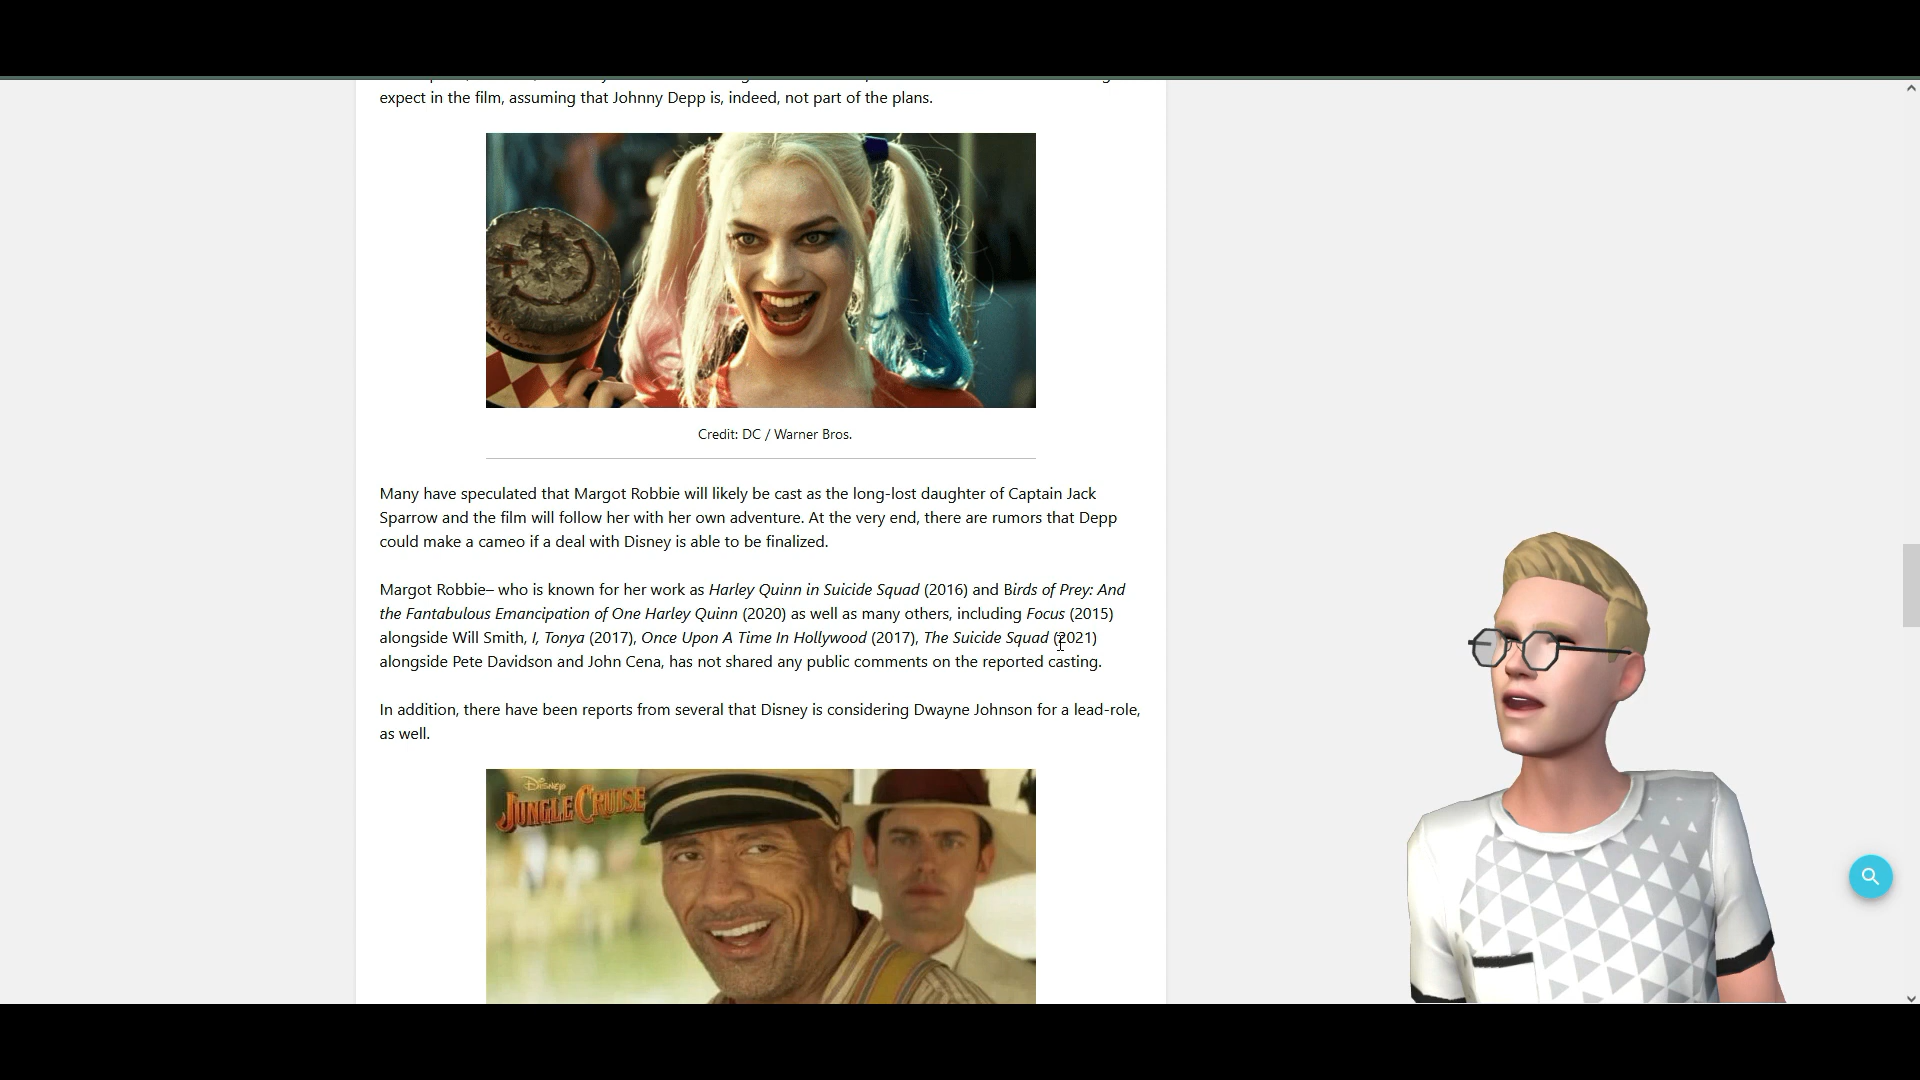 expect in the film, assuming that Johnny Depp is, indeed, not part of the plans.
Credit: DC / Warner Bros.
Many have speculated that Margot Robbie will likely be cast as the long-lost daughter of Captain Jack
Sparrow and the film will follow her with her own adventure. At the very end, there are rumors that Depp
could make a cameo if a deal with Disney is able to be finalized.
Margot Robbie– who is known for her work as Harley Quinn in Suicide Squad (2016) and Birds of Prey: And
the Fantabulous Emancipation of One Harley Quinn (2020) as well as many others, including Focus (2015)
alongside Will Smith, I, Tonya (2017), Once Upon A Time In Hollywood (2017), The Suicide Squad (2021)
alongside Pete Davidson and John Cena, has not shared any public comments on the reported casting.
In addition, there have been reports from several that Disney is considering Dwayne Johnson for a lead-role,
as well.
Disney
JUNGLE CRUISE